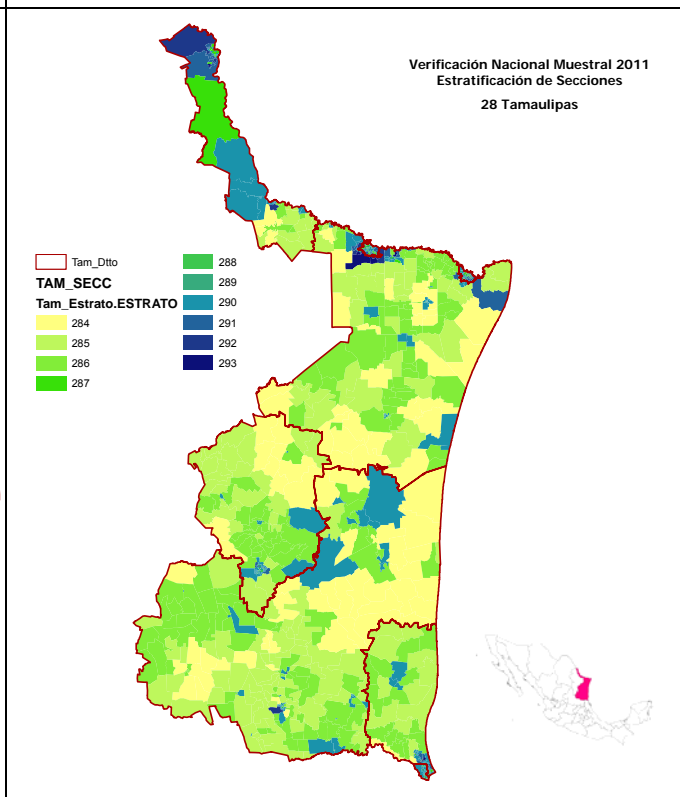 Verificación Nacional Muestral 2011
Estratificación de Secciones
28 Tamaulipas
Tam_Dtto
TAM_SECC
Tam_Estrato.ESTRATO
284
285
286
287
288
289
290
291
292
293